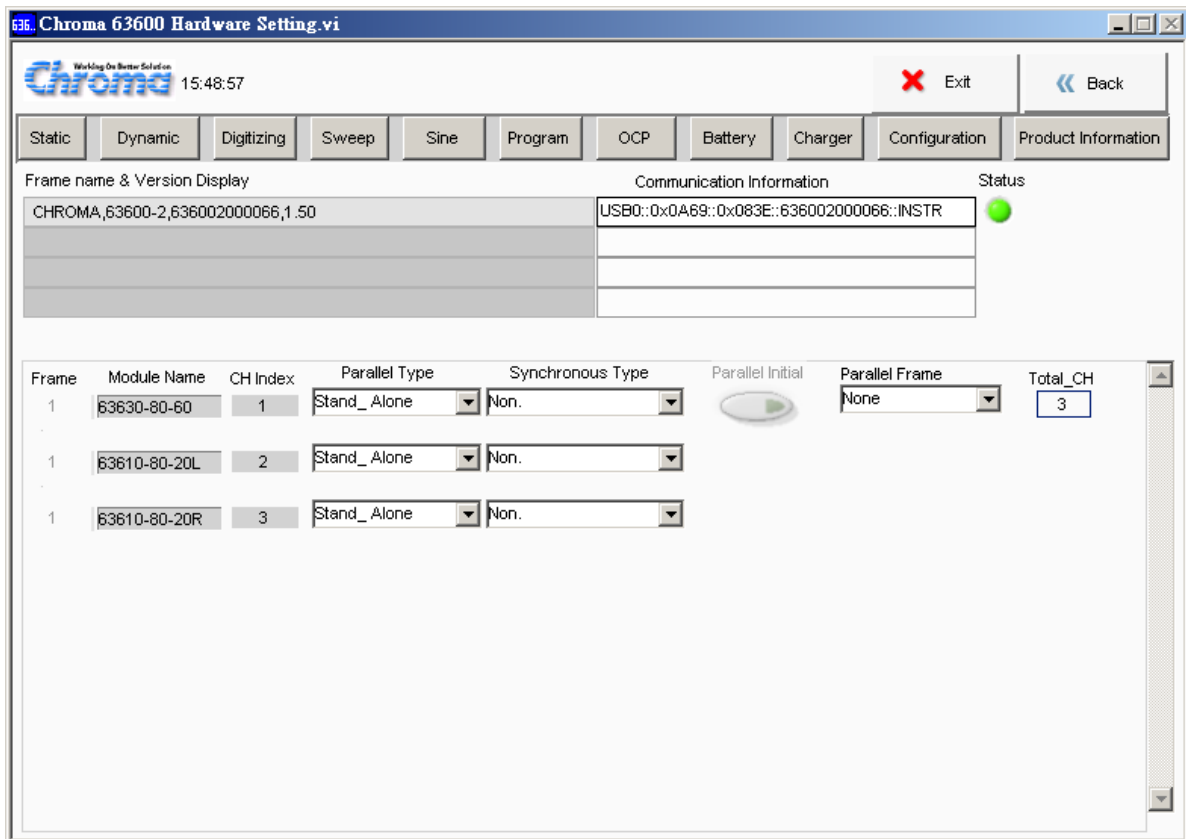 636.. Chroma 63600 Hardware Setting.vi
Working On Better Solution
Chroma 15:48:57 Exit Back
Static Dynamic Digitizing Sweep Sine Program OCP Battery Charger Configuration Product Information
Frame name & Version Display Communication Information Status
CHROMA,63600-2,636002000066,1.50 USB0::0x0A69::0x083E::636002000066::INSTR
Frame Module Name CH Index Parallel Type Synchronous Type Parallel Initial Parallel Frame Total_CH
1 63630-80-60 1 Stand_ Alone Non. None 3
1 63610-80-20L 2 Stand_ Alone Non.
1 63610-80-20R 3 Stand_ Alone Non.